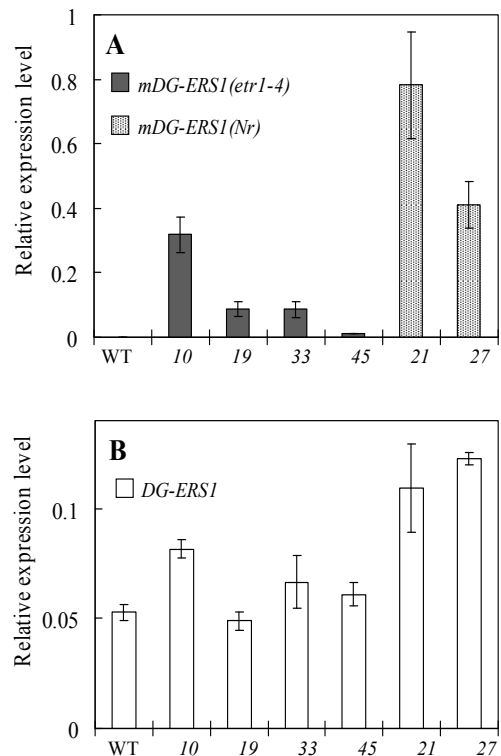 1
A
mDG-ERS1(etr1-4)
mDG-ERS1(Nr)
0.8
0.6
0.4
0.2
0
Relative expression level
WT 10 19 33 45 21 27
B
DG-ERS1
0.1
0.05
0
Relative expression level
WT 10 19 33 45 21 27